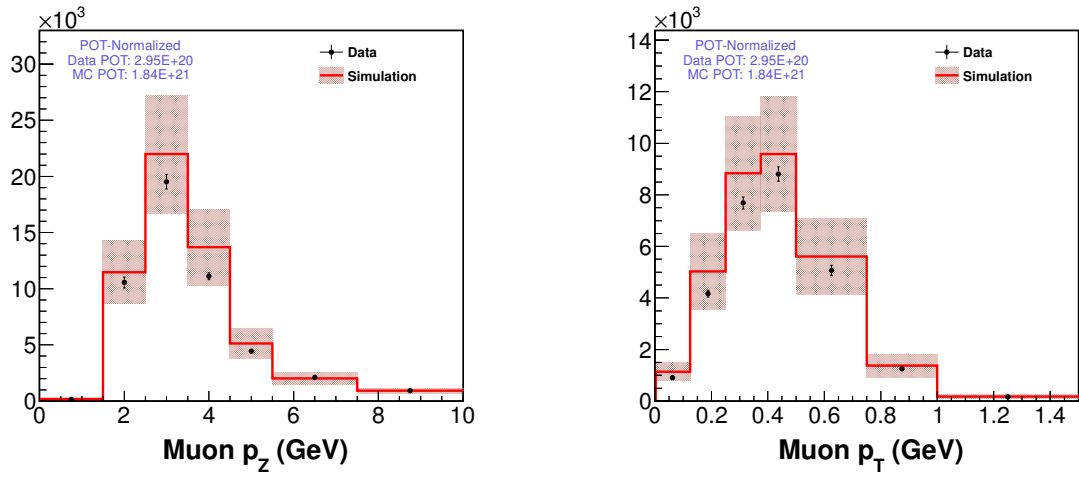 ×10³
POT-Normalized
Data POT: 2.95E+20
MC POT: 1.84E+21
Data
Simulation
30
25
20
15
10
5
0
0 2 4 6 8 10
Muon p_Z (GeV)
×10³
POT-Normalized
Data POT: 2.95E+20
MC POT: 1.84E+21
Data
Simulation
14
12
10
8
6
4
2
0
0 0.2 0.4 0.6 0.8 1 1.2 1.4
Muon p_T (GeV)